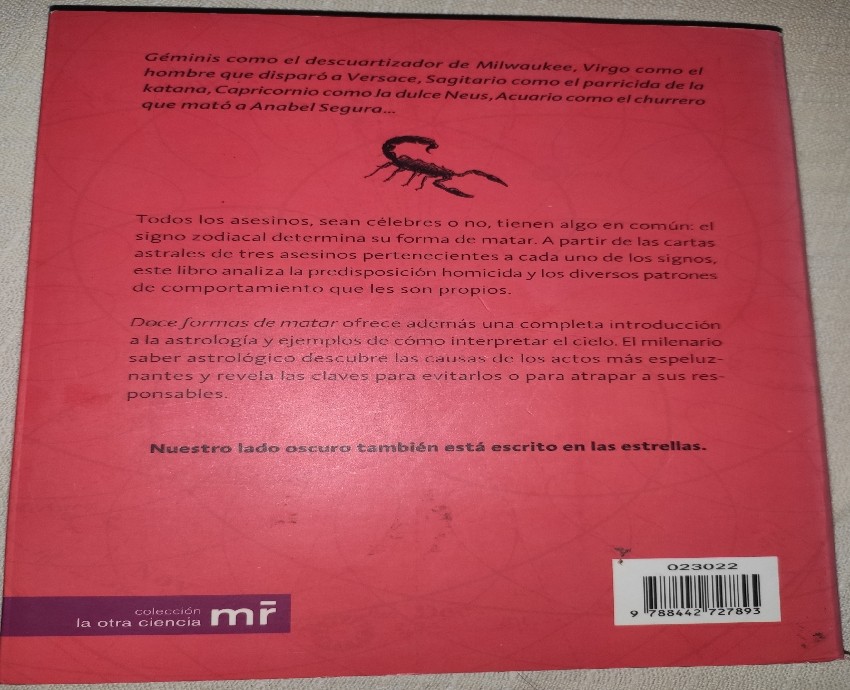 Géminis como el descuartizador de Milwaukee, Virgo como el
hombre que disparó a Versace, Sagitario como el parricida de la
katana, Capricornio como la dulce Neus, Acuario como el churrero
que mató a Anabel Segura...
Todos los asesinos, sean célebres o no, tienen algo en común: el
signo zodiacal determina su forma de matar. A partir de las cartas
astrales de tres asesinos pertenecientes a cada uno de los signos,
este libro analiza la predisposición homicida y los diversos patrones
de comportamiento que les son propios.
Doce formas de matar ofrece además una completa introducción
a la astrología y ejemplos de cómo interpretar el cielo. El milenario
saber astrológico descubre las causas de los actos más espeluz-
nantes y revela las claves para evitarlos o para atrapar a sus res-
ponsables.
Nuestro lado oscuro también está escrito en las estrellas.
023022
9 788442 727893
colección
la otra ciencia mr̄